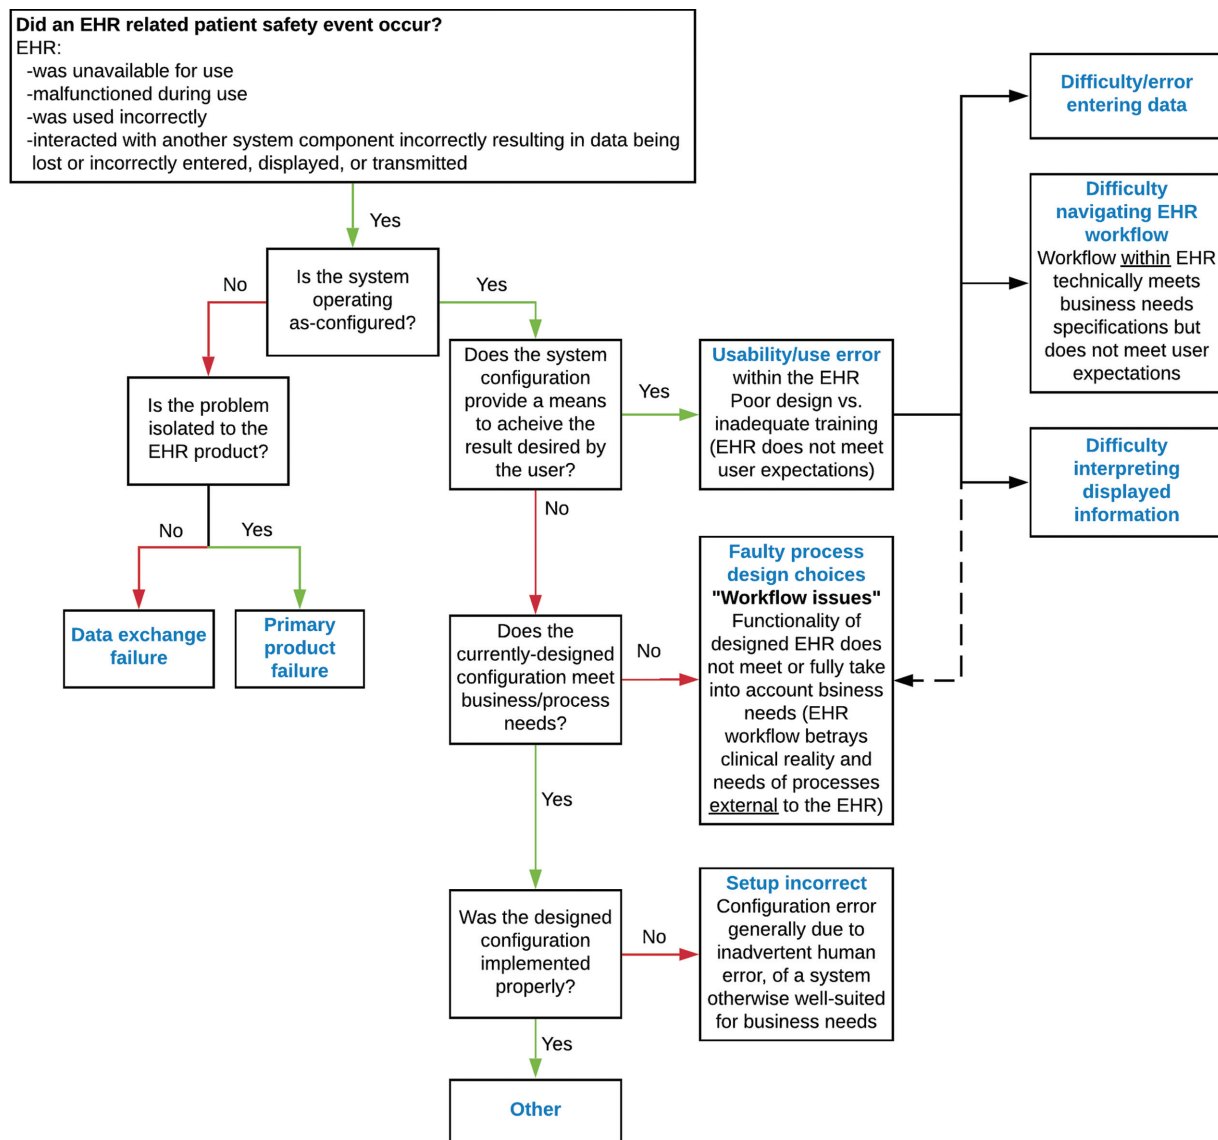 Did an EHR related patient safety event occur?
EHR:
-was unavailable for use
-malfunctioned during use
-was used incorrectly
-interacted with another system component incorrectly resulting in data being
lost or incorrectly entered, displayed, or transmitted
Yes
Is the system
operating
as-configured?
No
Yes
Is the problem
isolated to the
EHR product?
No
Yes
Data exchange
failure
Primary
product
failure
Does the system
configuration
provide a means
to acheive the
result desired by
the user?
Yes
No
Usability/use error
within the EHR
Poor design vs.
inadequate training
(EHR does not meet
user expectations)
Difficulty/error
entering data
Difficulty
navigating EHR
workflow
Workflow within EHR
technically meets
business needs
specifications but
does not meet user
expectations
Difficulty
interpreting
displayed
information
Does the
currently-designed
configuration meet
business/process
needs?
No
Yes
Faulty process
design choices
"Workflow issues"
Functionality of
designed EHR does
not meet or fully take
into account bsiness
needs (EHR
workflow betrays
clinical reality and
needs of processes
external to the EHR)
Was the designed
configuration
implemented
properly?
No
Yes
Setup incorrect
Configuration error
generally due to
inadvertent human
error, of a system
otherwise well-suited
for business needs
Other